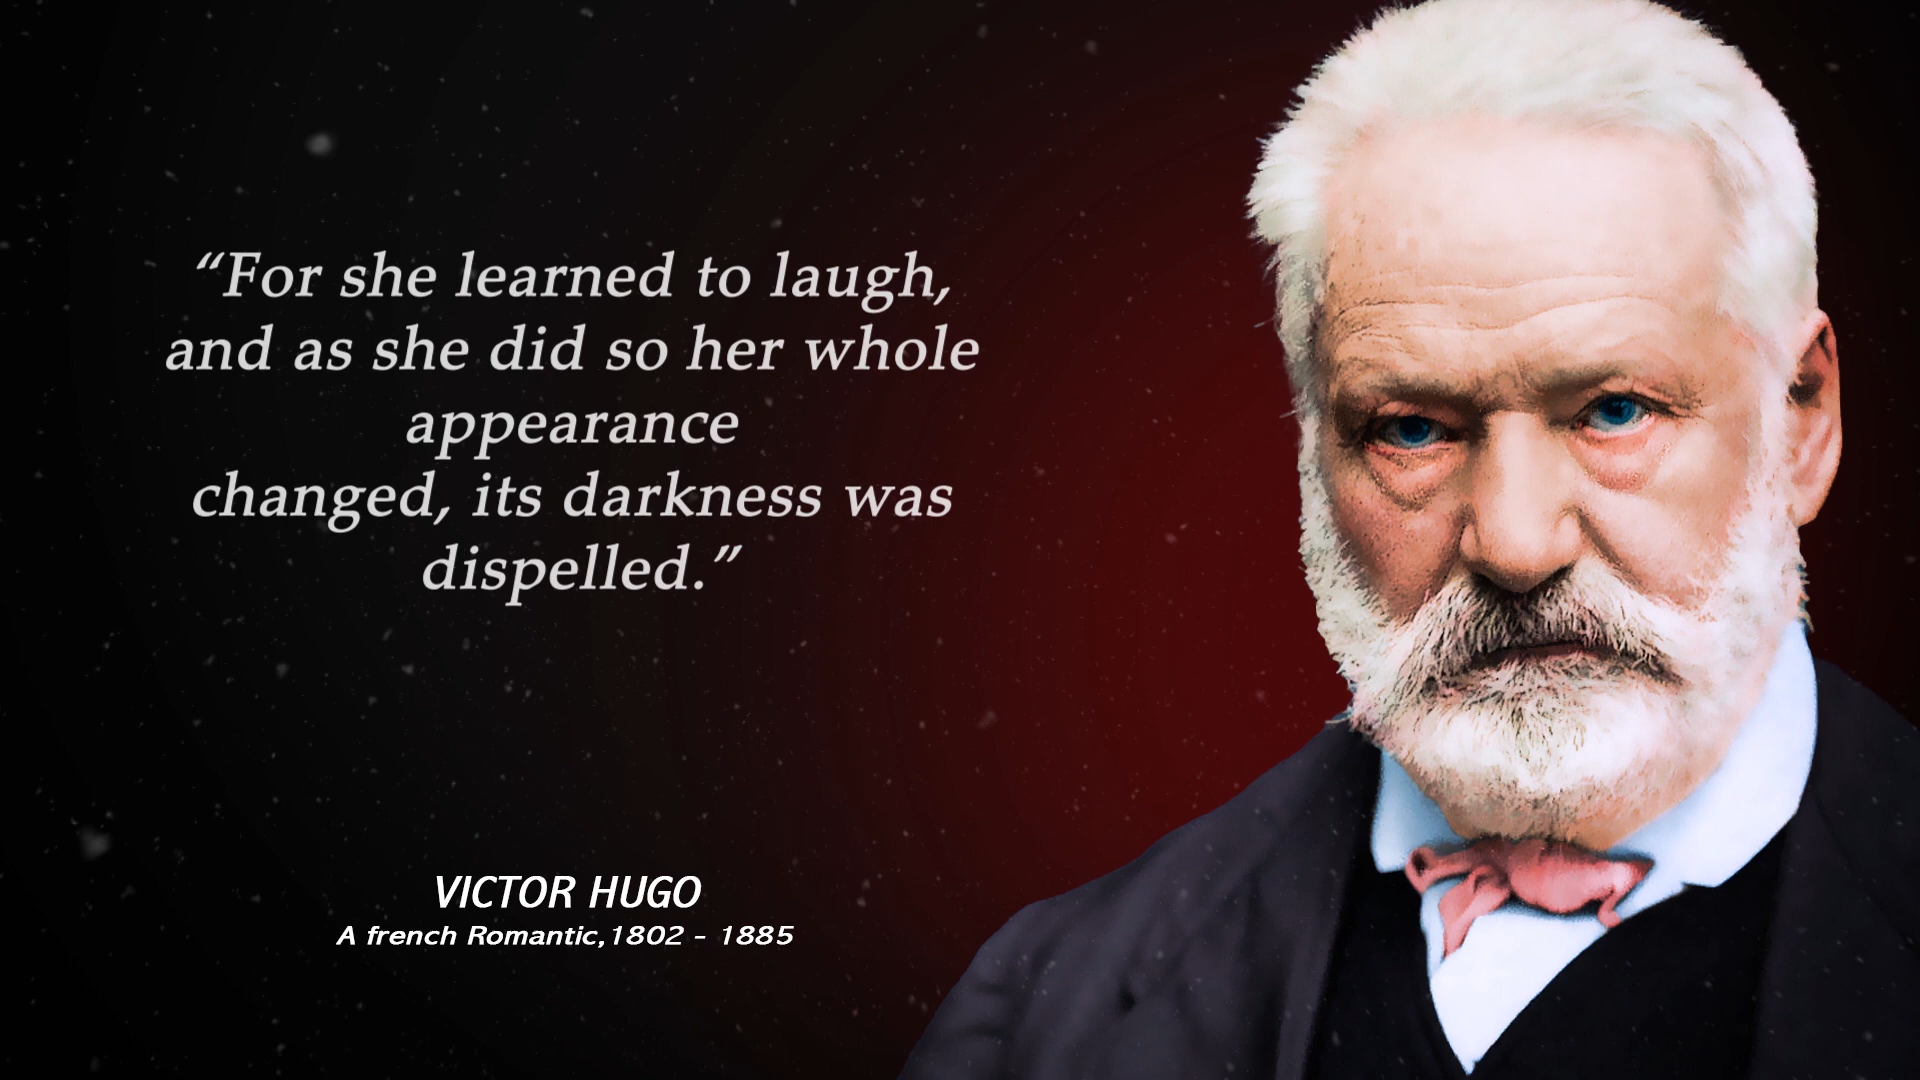 “For she learned to laugh,
and as she did so her whole
appearance
changed, its darkness was
dispelled.”
VICTOR HUGO
A french Romantic,1802 - 1885